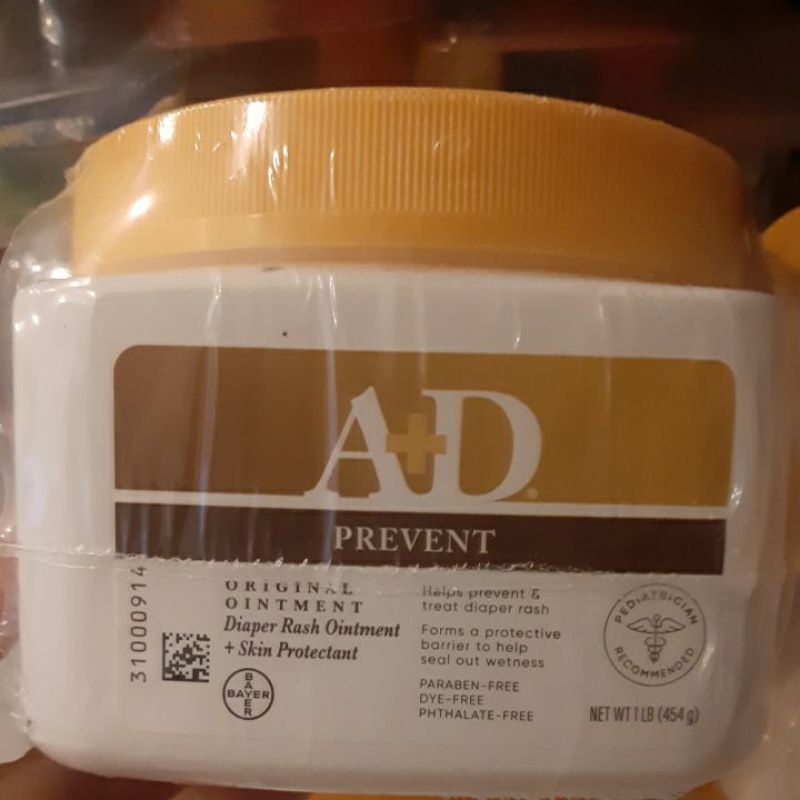 A+D®
PREVENT
31000914
ORIGINAL
OINTMENT
Diaper Rash Ointment
+ Skin Protectant
BAYER
BAYER
Helps prevent &
treat diaper rash
Forms a protective
barrier to help
seal out wetness
PARABEN-FREE
DYE-FREE
PHTHALATE-FREE
PEDIATRICIAN
RECOMMENDED
NET WT 1 LB (454 g)